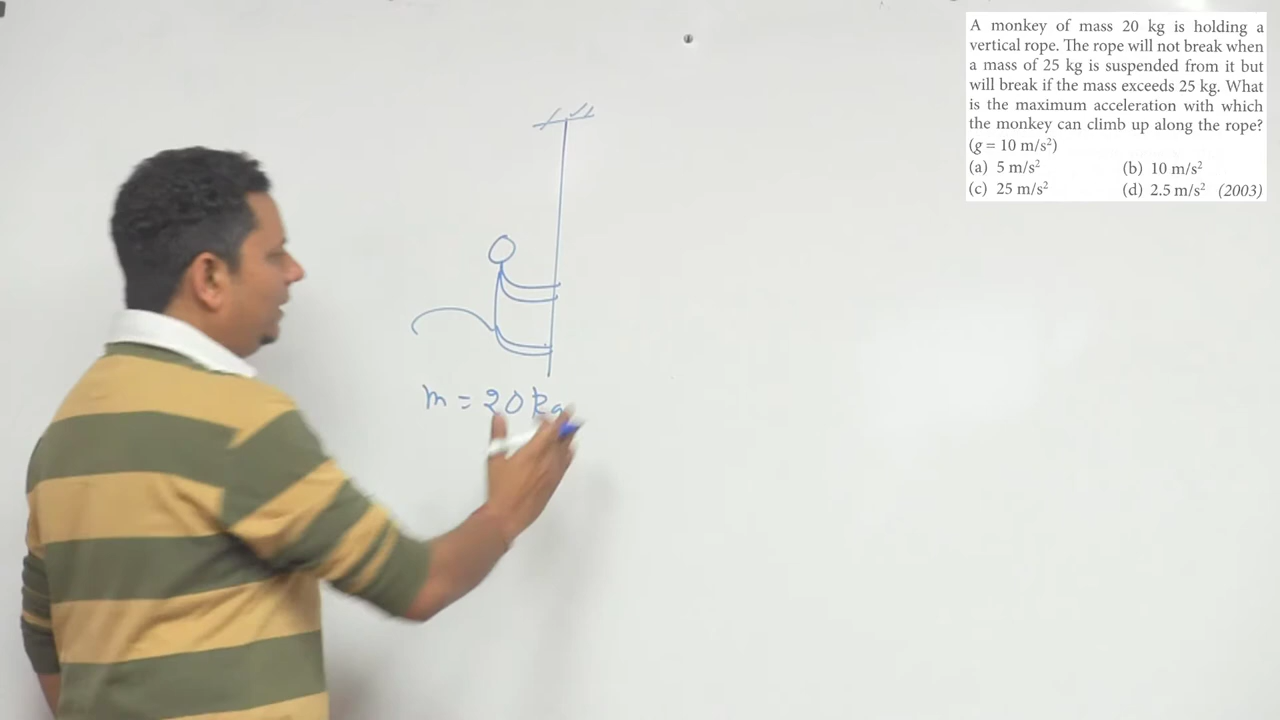 A monkey of mass 20 kg is holding a
vertical rope. The rope will not break when
a mass of 25 kg is suspended from it but
will break if the mass exceeds 25 kg. What
is the maximum acceleration with which
the monkey can climb up along the rope?
(g = 10 m/s²)
(a) 5 m/s² (b) 10 m/s²
(c) 25 m/s² (d) 2.5 m/s² (2003)
m = 20 kg